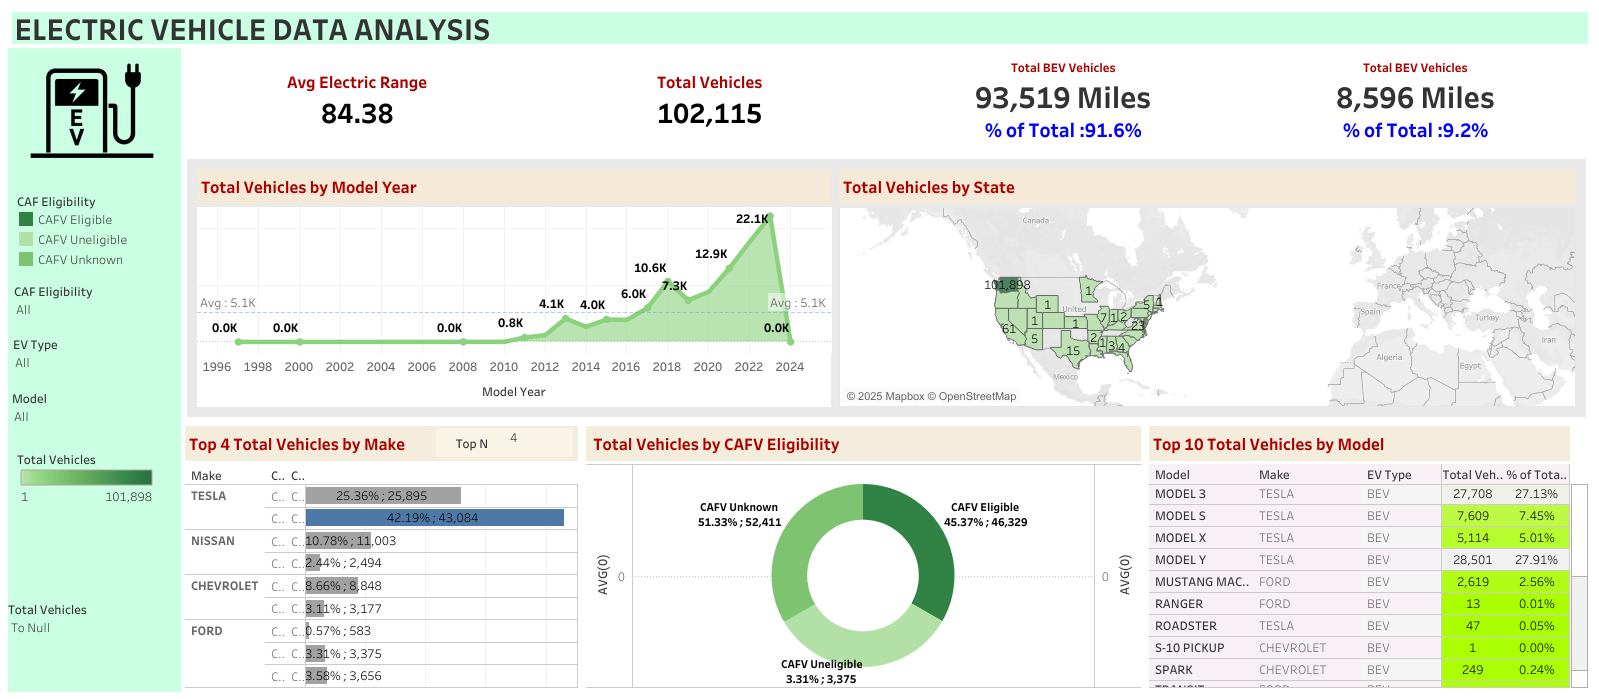 ELECTRIC VEHICLE DATA ANALYSIS
E
V
Avg Electric Range
84.38
Total Vehicles
102,115
Total BEV Vehicles
93,519 Miles
% of Total :91.6%
Total BEV Vehicles
8,596 Miles
% of Total :9.2%
CAF Eligibility
CAFV Eligible
CAFV Uneligible
CAFV Unknown
CAF Eligibility
All
EV Type
All
Model
All
Total Vehicles
1 101,898
Total Vehicles
To Null
Total Vehicles by Model Year
22.1K
12.9K
10.6K
7.3K
6.0K
4.1K 4.0K
Avg : 5.1K Avg : 5.1K
0.0K 0.0K 0.0K 0.8K 0.0K
1996 1998 2000 2002 2004 2006 2008 2010 2012 2014 2016 2018 2020 2022 2024
Model Year
Total Vehicles by State
Canada
101,898
1
1
United
5
1
61
1
1
7
1
2
23
5
2
1
3
4
15
Mexico
France
Spain
Turkey
Algeria
Egypt
Iran
© 2025 Mapbox © OpenStreetMap
Top 4 Total Vehicles by Make
Top N 4
Make C.. C..
TESLA C.. C.. 25.36% ; 25,895
C.. 42.19% ; 43,084
NISSAN C.. C.. 10.78% ; 11,003
C.. C.. 2.44% ; 2,494
CHEVROLET C.. C.. 8.66% ; 8,848
C.. C.. 3.11% ; 3,177
FORD C.. C.. 0.57% ; 583
C.. C.. 3.31% ; 3,375
C.. C.. 3.58% ; 3,656
Total Vehicles by CAFV Eligibility
CAFV Unknown
51.33% ; 52,411
CAFV Eligible
45.37% ; 46,329
AVG(0)
0
0
AVG(0)
CAFV Uneligible
3.31% ; 3,375
Top 10 Total Vehicles by Model
Model Make EV Type Total Veh.. % of Tota..
MODEL 3 TESLA BEV 27,708 27.13%
MODEL S TESLA BEV 7,609 7.45%
MODEL X TESLA BEV 5,114 5.01%
MODEL Y TESLA BEV 28,501 27.91%
MUSTANG MAC.. FORD BEV 2,619 2.56%
RANGER FORD BEV 13 0.01%
ROADSTER TESLA BEV 47 0.05%
S-10 PICKUP CHEVROLET BEV 1 0.00%
SPARK CHEVROLET BEV 249 0.24%